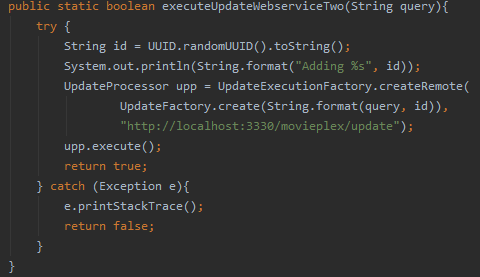 public static boolean executeUpdateWebserviceTwo(String query){
try {
String id = UUID.randomUUID().toString();
System.out.println(String.format("Adding %s", id));
UpdateProcessor upp = UpdateExecutionFactory.createRemote(
UpdateFactory.create(String.format(query, id)),
"http://localhost:3330/movieplex/update");
upp.execute();
return true;
} catch (Exception e){
e.printStackTrace();
return false;
}
}